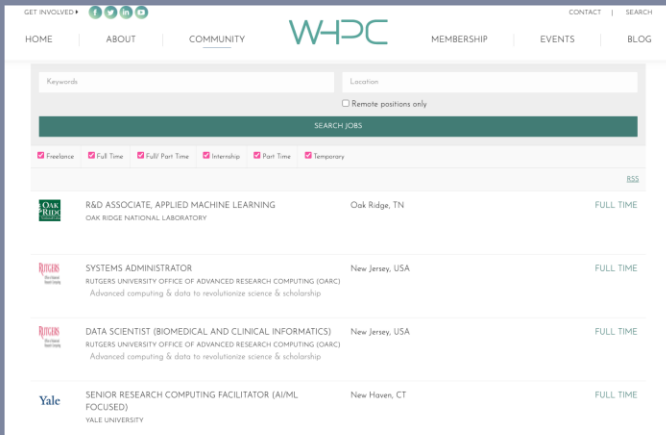 GET INVOLVED
CONTACT | SEARCH
HOME
ABOUT
COMMUNITY
WHPC
MEMBERSHIP
EVENTS
BLOG
Keywords
Location
Remote positions only
SEARCH JOBS
Freelance
Full Time
Full/ Part Time
Internship
Part Time
Temporary
RSS
OAK RIDGE
R&D ASSOCIATE, APPLIED MACHINE LEARNING
OAK RIDGE NATIONAL LABORATORY
Oak Ridge, TN
FULL TIME
RUTGERS
SYSTEMS ADMINISTRATOR
RUTGERS UNIVERSITY OFFICE OF ADVANCED RESEARCH COMPUTING (OARC)
Advanced computing & data to revolutionize science & scholarship
New Jersey, USA
FULL TIME
RUTGERS
DATA SCIENTIST (BIOMEDICAL AND CLINICAL INFORMATICS)
RUTGERS UNIVERSITY OFFICE OF ADVANCED RESEARCH COMPUTING (OARC)
Advanced computing & data to revolutionize science & scholarship
New Jersey, USA
FULL TIME
Yale
SENIOR RESEARCH COMPUTING FACILITATOR (AI/ML
FOCUSED)
YALE UNIVERSITY
New Haven, CT
FULL TIME